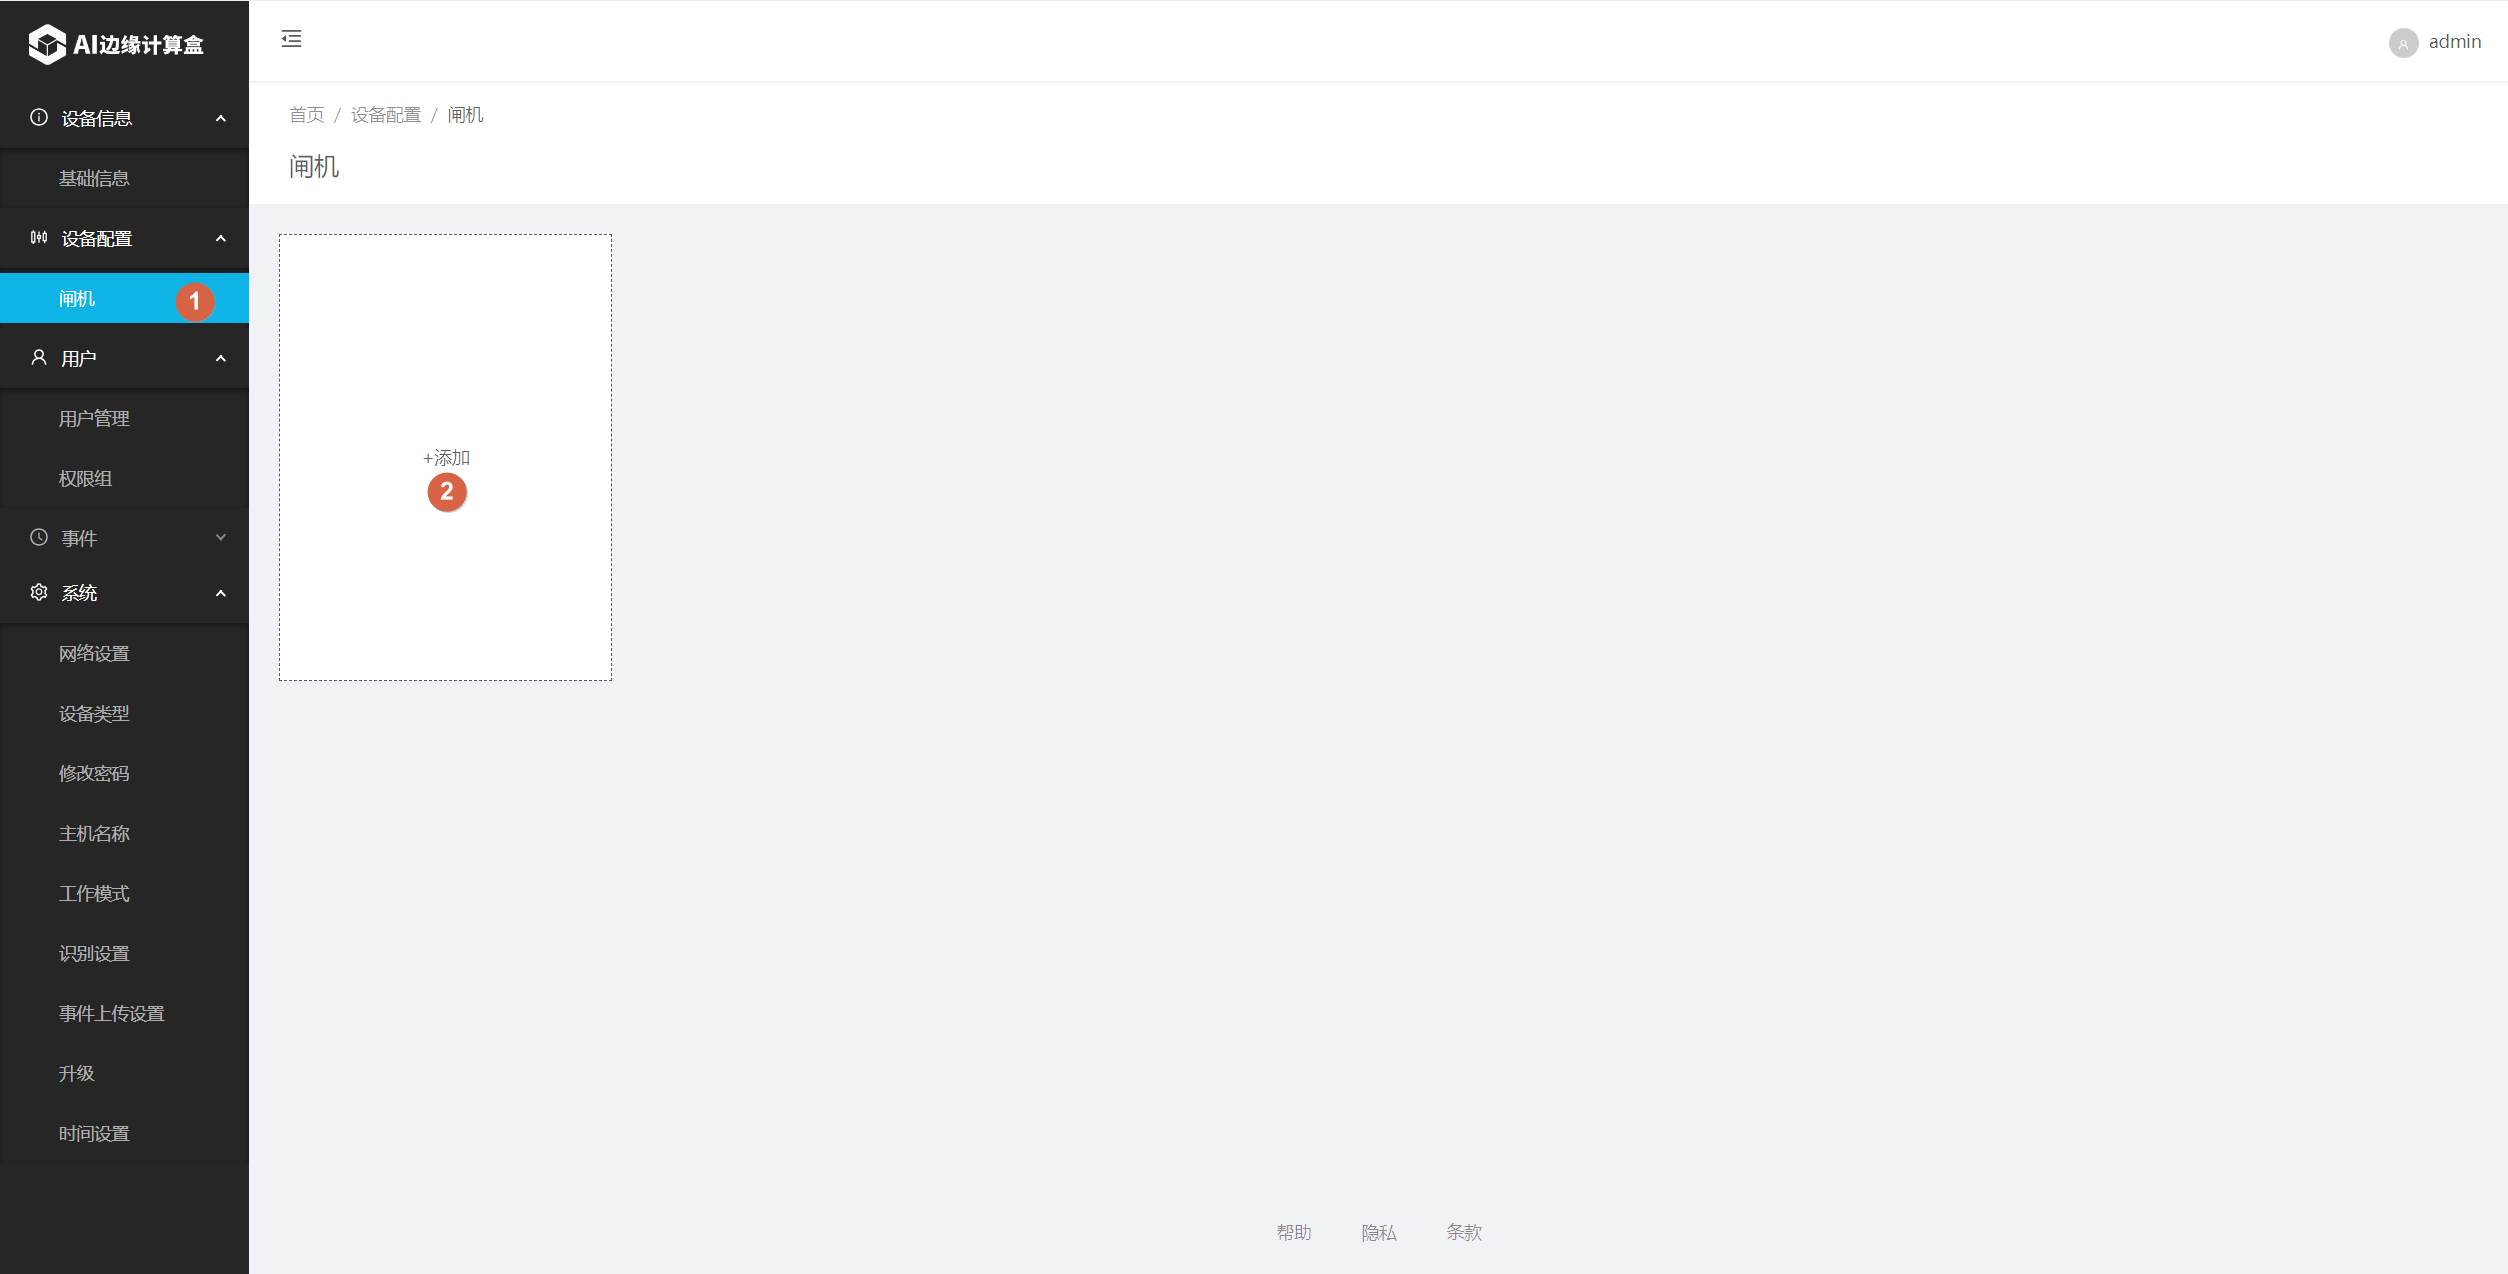 AI边缘计算盒
admin
设备信息
基础信息
设备配置
闸机
1
用户
用户管理
权限组
事件
系统
网络设置
设备类型
修改密码
主机名称
工作模式
识别设置
事件上传设置
升级
时间设置
首页 / 设备配置 / 闸机
闸机
+添加
2
帮助 隐私 条款